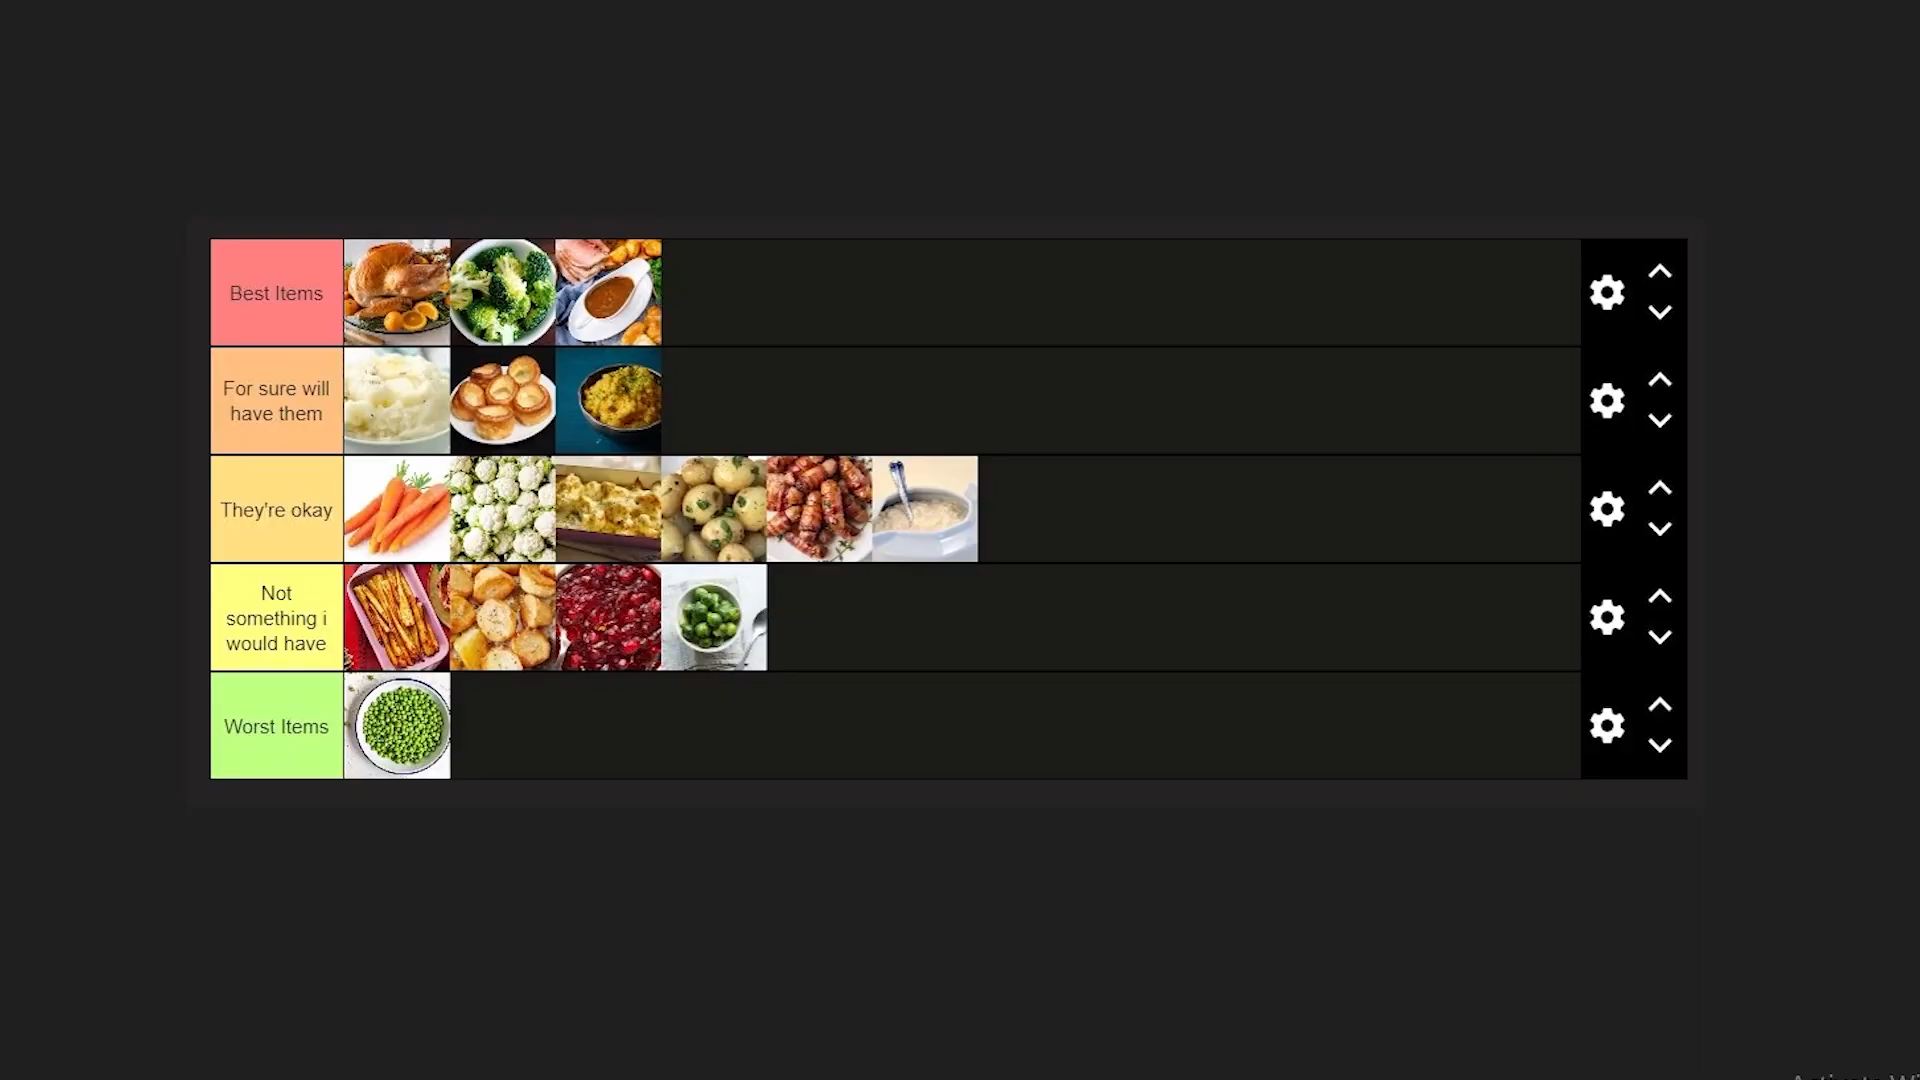 Best Items
For sure will
have them
They're okay
Not
something i
would have
Worst Items